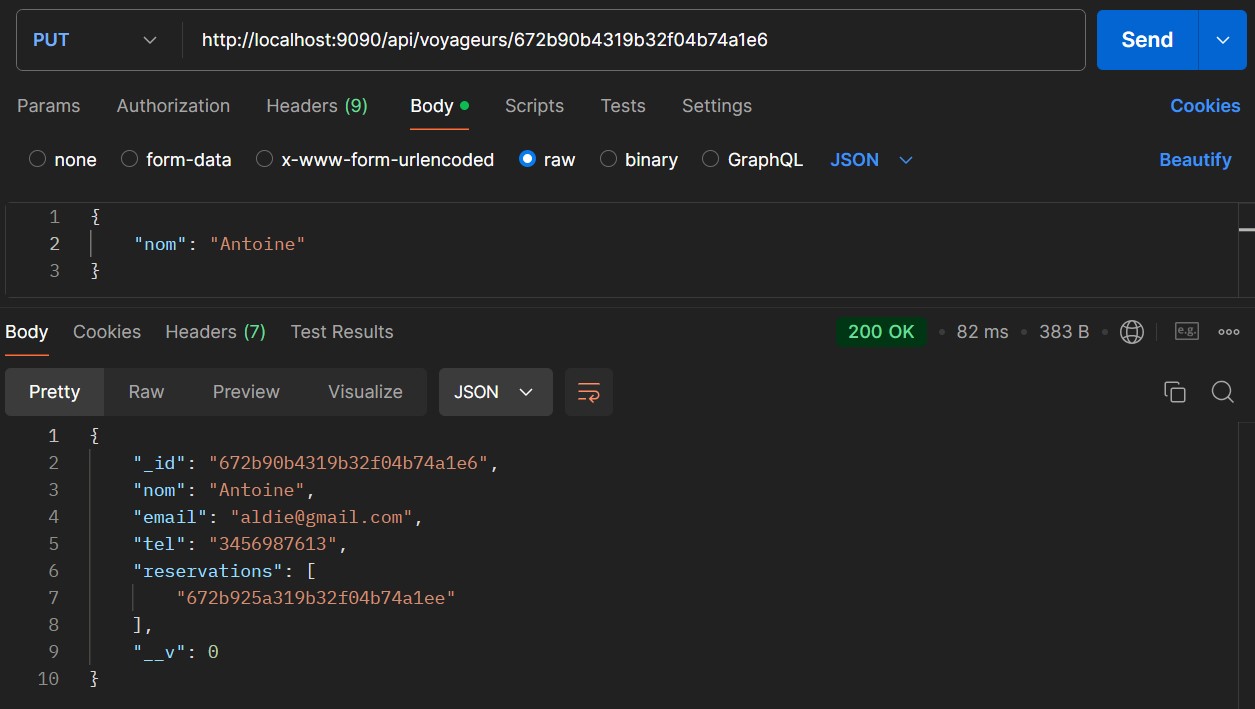 PUT http://localhost:9090/api/voyageurs/672b90b4319b32f04b74a1e6 Send
Params Authorization Headers (9) Body Scripts Tests Settings Cookies
none form-data x-www-form-urlencoded raw binary GraphQL JSON Beautify
1 {
2 "nom": "Antoine"
3 }
Body Cookies Headers (7) Test Results 200 OK • 82 ms • 383 B • e.g.
Pretty Raw Preview Visualize JSON
1 {
2 "_id": "672b90b4319b32f04b74a1e6",
3 "nom": "Antoine",
4 "email": "aldie@gmail.com",
5 "tel": "3456987613",
6 "reservations": [
7 "672b925a319b32f04b74a1ee"
8 ],
9 "__v": 0
10 }